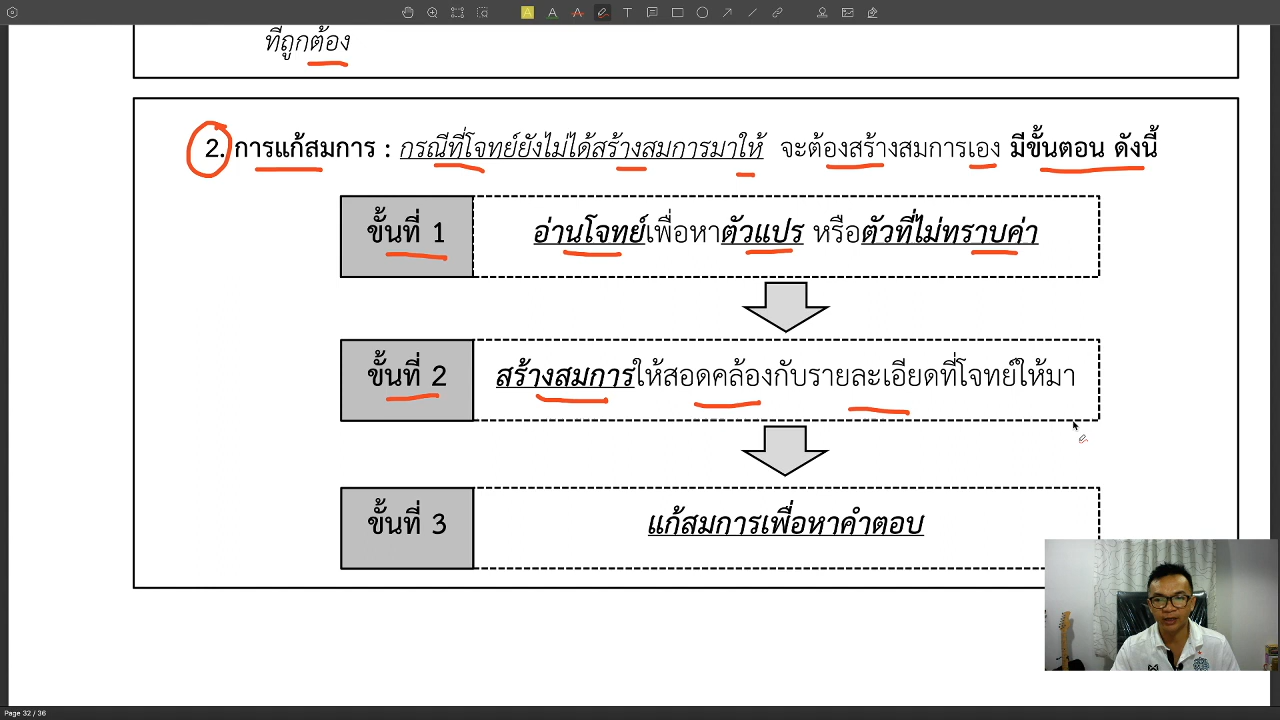 ที่ถูกต้อง
2. การแก้สมการ : กรณีที่โจทย์ยังไม่ได้สร้างสมการมาให้ จะต้องสร้างสมการเอง มีขั้นตอน ดังนี้
ขั้นที่ 1 อ่านโจทย์เพื่อหาตัวแปร หรือตัวที่ไม่ทราบค่า
ขั้นที่ 2 สร้างสมการให้สอดคล้องกับรายละเอียดที่โจทย์ให้มา
ขั้นที่ 3 แก้สมการเพื่อหาคำตอบ
Page 32 / 36